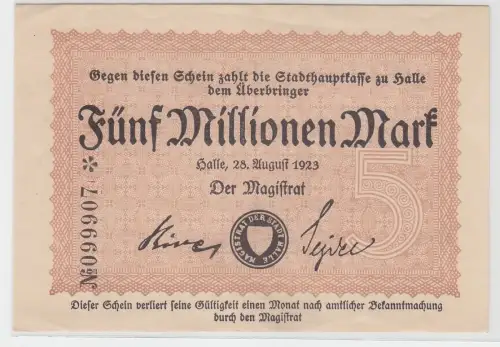 Gegen diesen Schein zahlt die Stadthauptkasse zu Halle
dem Überbringer
Fünf Millionen Mark
Halle, 28. August 1923
Der Magistrat
5
MAGISTRAT DER STADT HALLE
№099907 *
Dieser Schein verliert seine Gültigkeit einen Monat nach amtlicher Bekanntmachung
durch den Magistrat